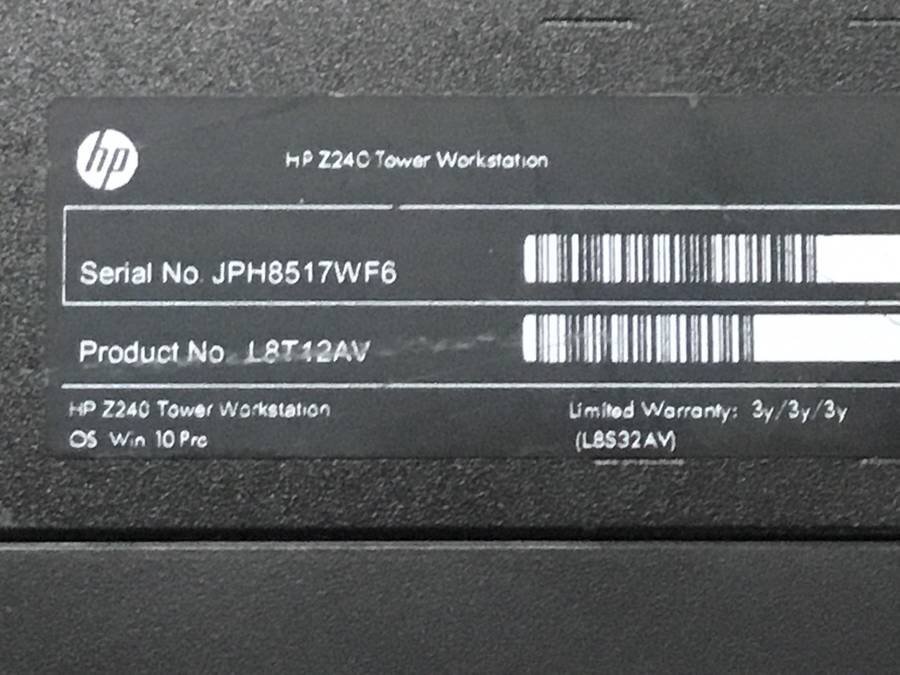 hp
HP Z240 Tower Workstation
Serial No. JPH8517WF6
Product No. L8T12AV
HP Z240 Tower Workstation
OS Win 10 Pro
Limited Warranty: 3y/3y/3y
(L8S32AV)